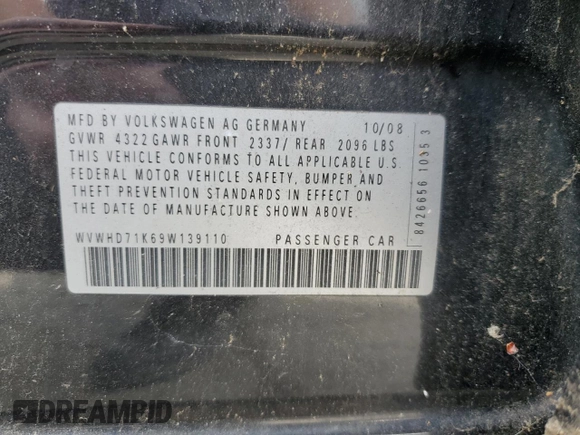 MFD BY VOLKSWAGEN AG GERMANY 10/08
GVWR 4322 GAWR FRONT 2337/ REAR 2096 LBS
THIS VEHICLE CONFORMS TO ALL APPLICABLE U.S.
FEDERAL MOTOR VEHICLE SAFETY, BUMPER, AND
THEFT PREVENTION STANDARDS IN EFFECT ON
THE DATE OF MANUFACTURE SHOWN ABOVE.
WVWHD71K69W139110 PASSENGER CAR
8426656 1035 3
DREAMPID